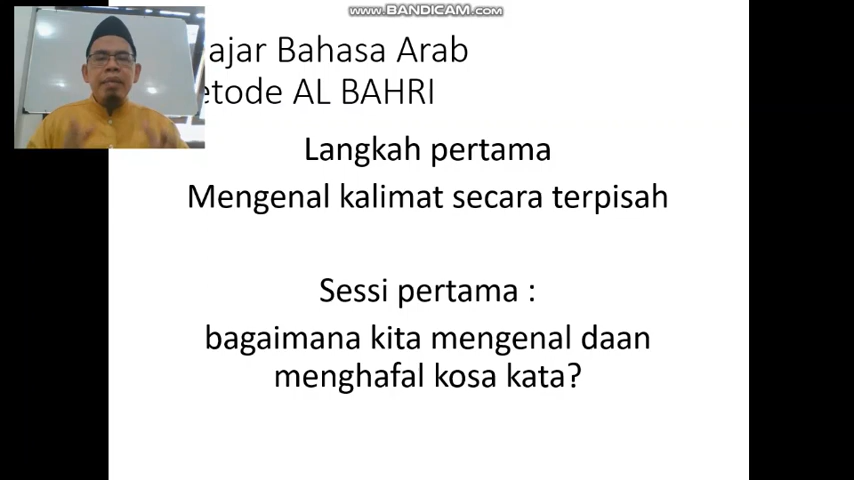 www.BANDICAM.com
ajar Bahasa Arab
etode AL BAHRI
Langkah pertama
Mengenal kalimat secara terpisah
Sessi pertama :
bagaimana kita mengenal daan
menghafal kosa kata?